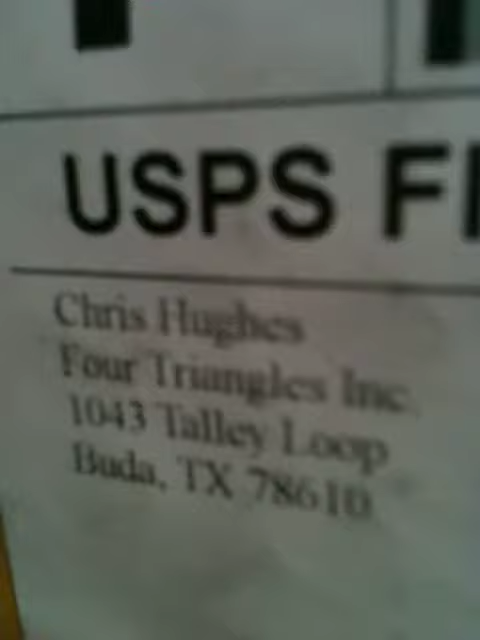 USPS
Chris Hughes
Four Triangles Inc.
1043 Talley Loop
Buda, TX 78610